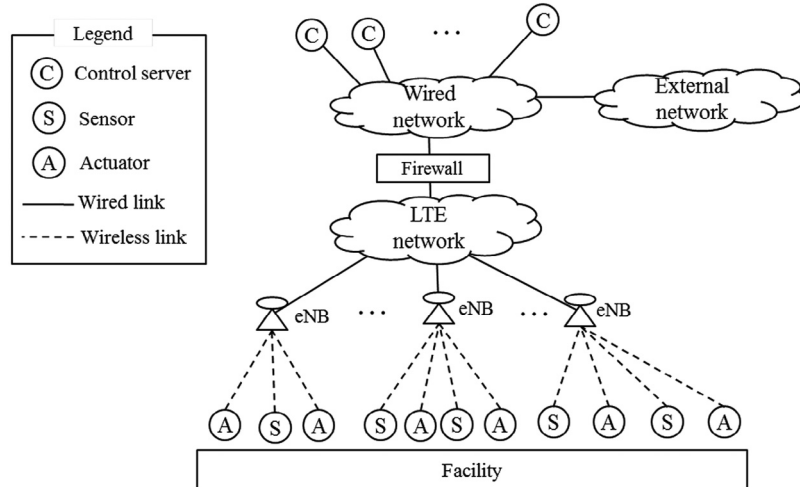 Legend
C Control server
S Sensor
A Actuator
Wired link
Wireless link
C C ... C
Wired
network
External
network
Firewall
LTE
network
eNB ... eNB ... eNB
A S A S A S A S A S A
Facility